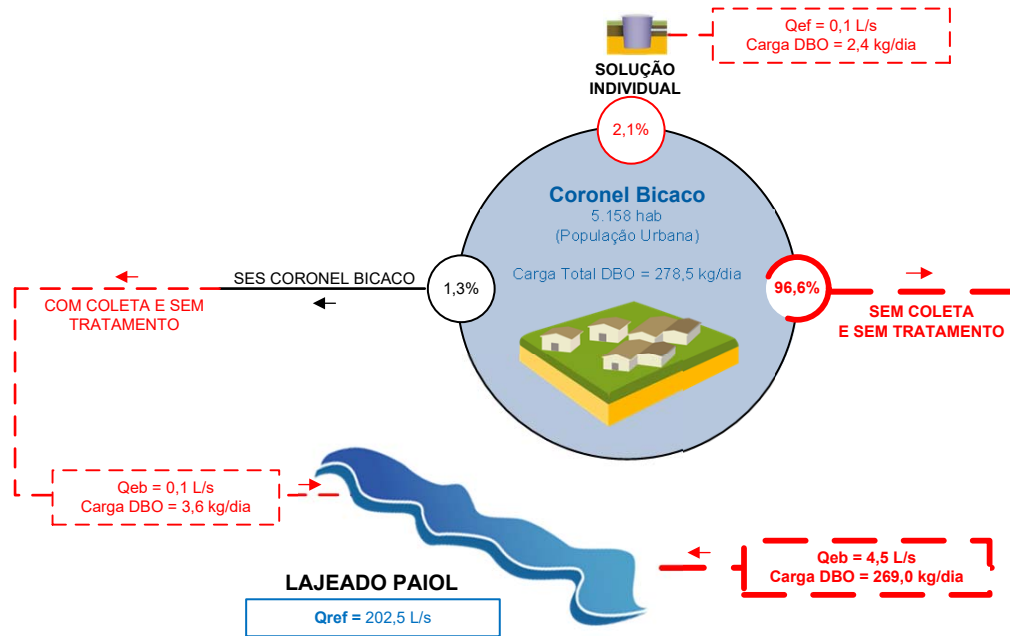 Qef = 0,1 L/s
Carga DBO = 2,4 kg/dia
SOLUÇÃO
INDIVIDUAL
2,1%
Coronel Bicaco
5.158 hab
(População Urbana)
Carga Total DBO = 278,5 kg/dia
SES CORONEL BICACO
1,3%
96,6%
COM COLETA E SEM
TRATAMENTO
SEM COLETA
E SEM TRATAMENTO
Qeb = 0,1 L/s
Carga DBO = 3,6 kg/dia
Qeb = 4,5 L/s
Carga DBO = 269,0 kg/dia
LAJEADO PAIOL
Qref = 202,5 L/s